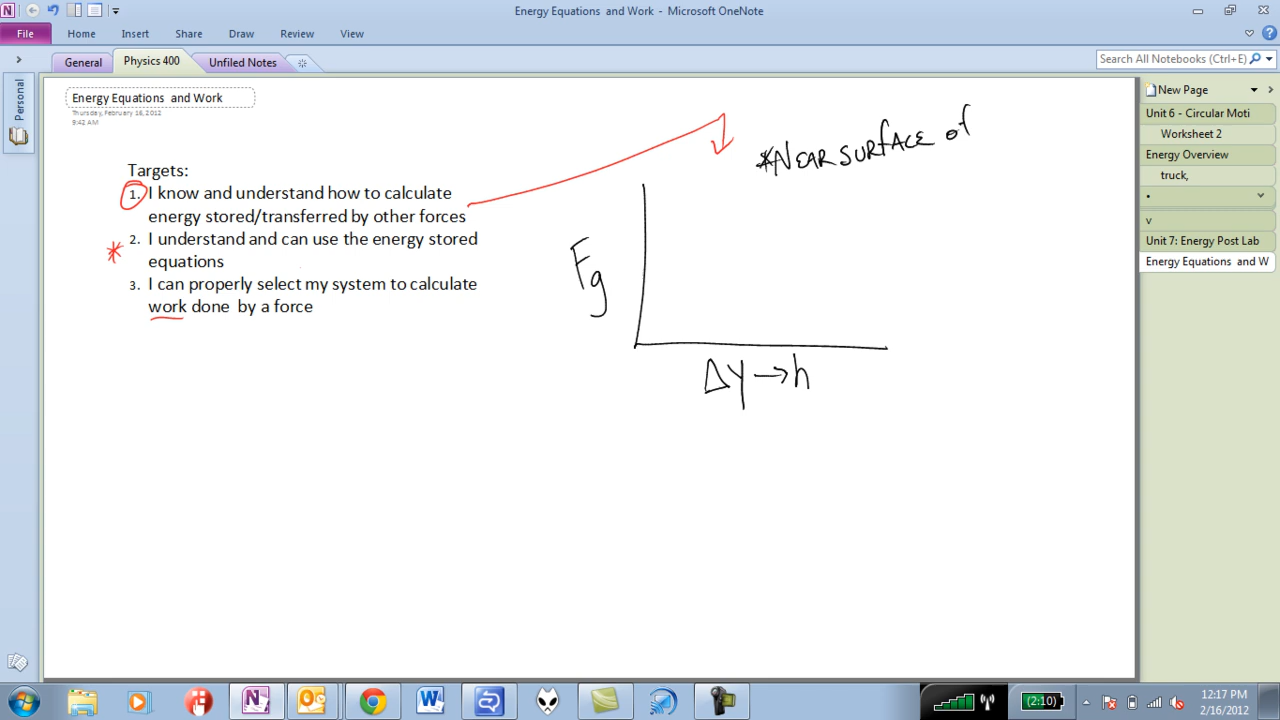 Energy Equations and Work - Microsoft OneNote
File
Home
Insert
Share
Draw
Review
View
General
Physics 400
Unfiled Notes
Search All Notebooks (Ctrl+E)
Personal
Energy Equations and Work
Thursday, February 16, 2012
9:42 AM
Targets:
1. I know and understand how to calculate
energy stored/transferred by other forces
* 2. I understand and can use the energy stored
equations
3. I can properly select my system to calculate
work done by a force
*NEAR SURFACE of
Fg
Δy → h
New Page
Unit 6 - Circular Moti
Worksheet 2
Energy Overview
truck,
•
v
Unit 7: Energy Post Lab
Energy Equations and W
(2:10)
12:17 PM
2/16/2012